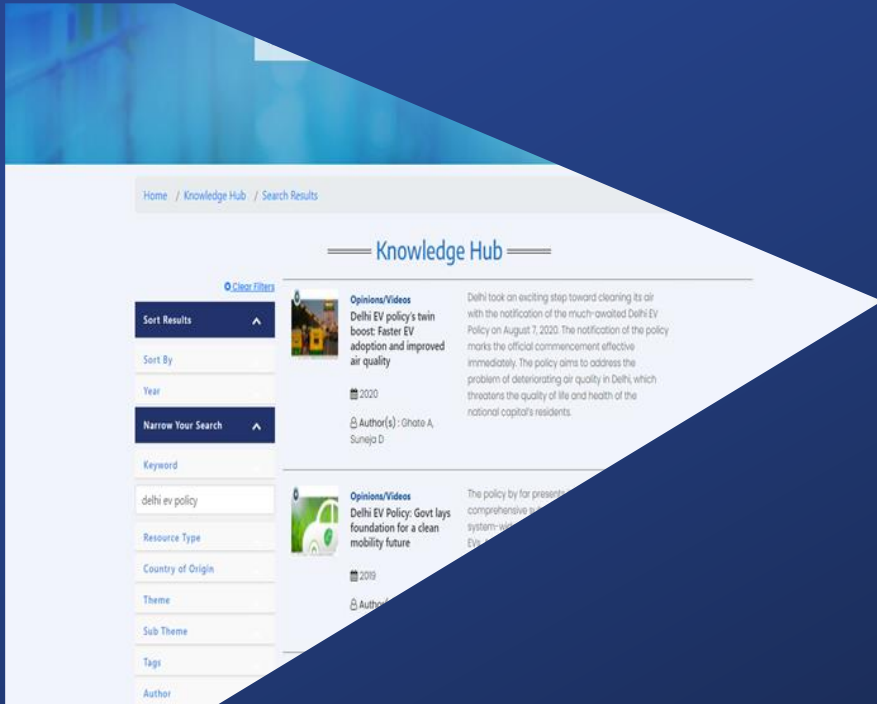 Home / Knowledge Hub / Search Results
Knowledge Hub
Clear Filters
Sort Results
Sort By
Year
Narrow Your Search
Keyword
delhi ev policy
Resource Type
Country of Origin
Theme
Sub Theme
Tags
Author
Opinions/Videos
Delhi EV policy's twin
boost: Faster EV
adoption and improved
air quality
2020
Author(s) : Ghate A,
Suneja D
Delhi took an exciting step toward cleaning its air
with the notification of the much-awaited Delhi EV
Policy on August 7, 2020. The notification of the policy
marks the official commencement effective
immediately. The policy aims to address the
problem of deteriorating air quality in Delhi, which
threatens the quality of life and health of the
national capital's residents.
Opinions/Videos
Delhi EV Policy: Govt lays
foundation for a clean
mobility future
2019
The policy by far presents
comprehensive